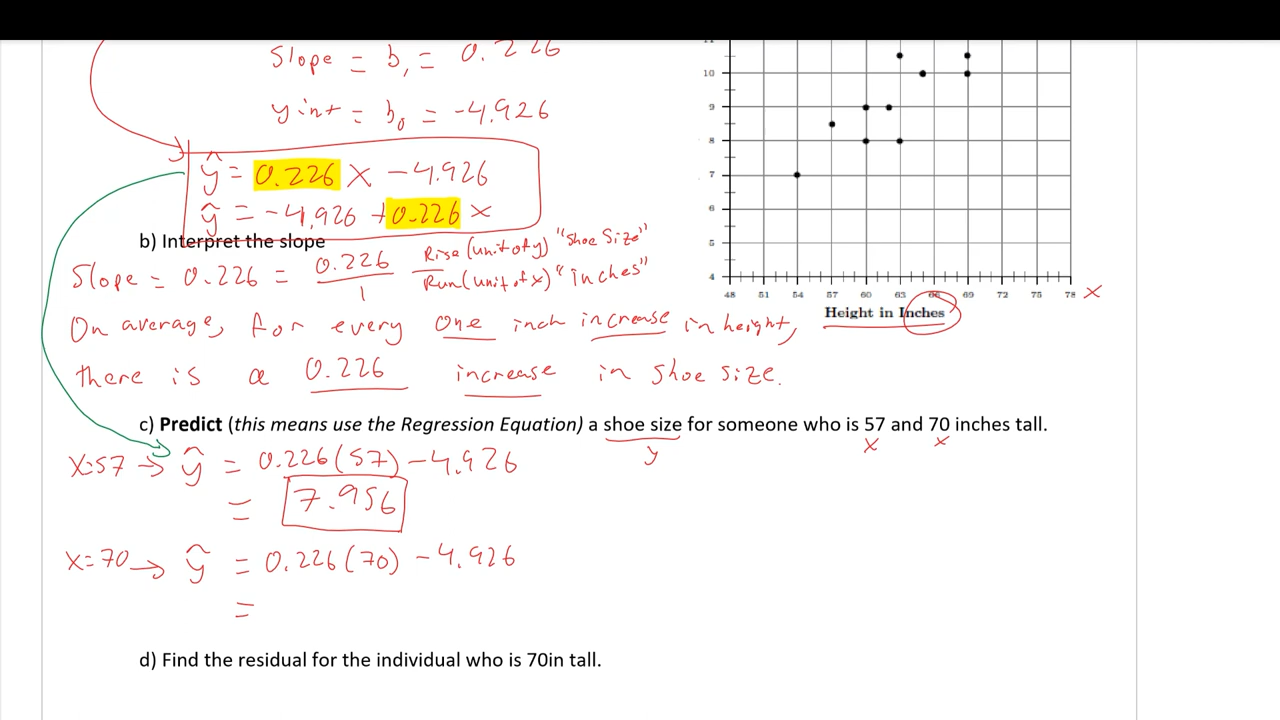 Slope = b₁ = 0.226
y int = b₀ = -4.926
ŷ = 0.226 x - 4.926
ŷ = -4.926 + 0.226 x
b) Interpret the slope
Slope = 0.226 = 0.226/1 Rise (unit of y) "Shoe Size" / Run (unit of x) "inches"
On average, for every one inch increase in height,
there is a 0.226 increase in shoe size.
11
10
9
8
7
6
5
4
48 51 54 57 60 63 66 69 72 75 78 x
Height in Inches
c) Predict (this means use the Regression Equation) a shoe size for someone who is 57 and 70 inches tall.
y x x
x=57 → ŷ = 0.226(57) - 4.926
= 7.956
x=70 → ŷ = 0.226(70) - 4.926
=
d) Find the residual for the individual who is 70in tall.